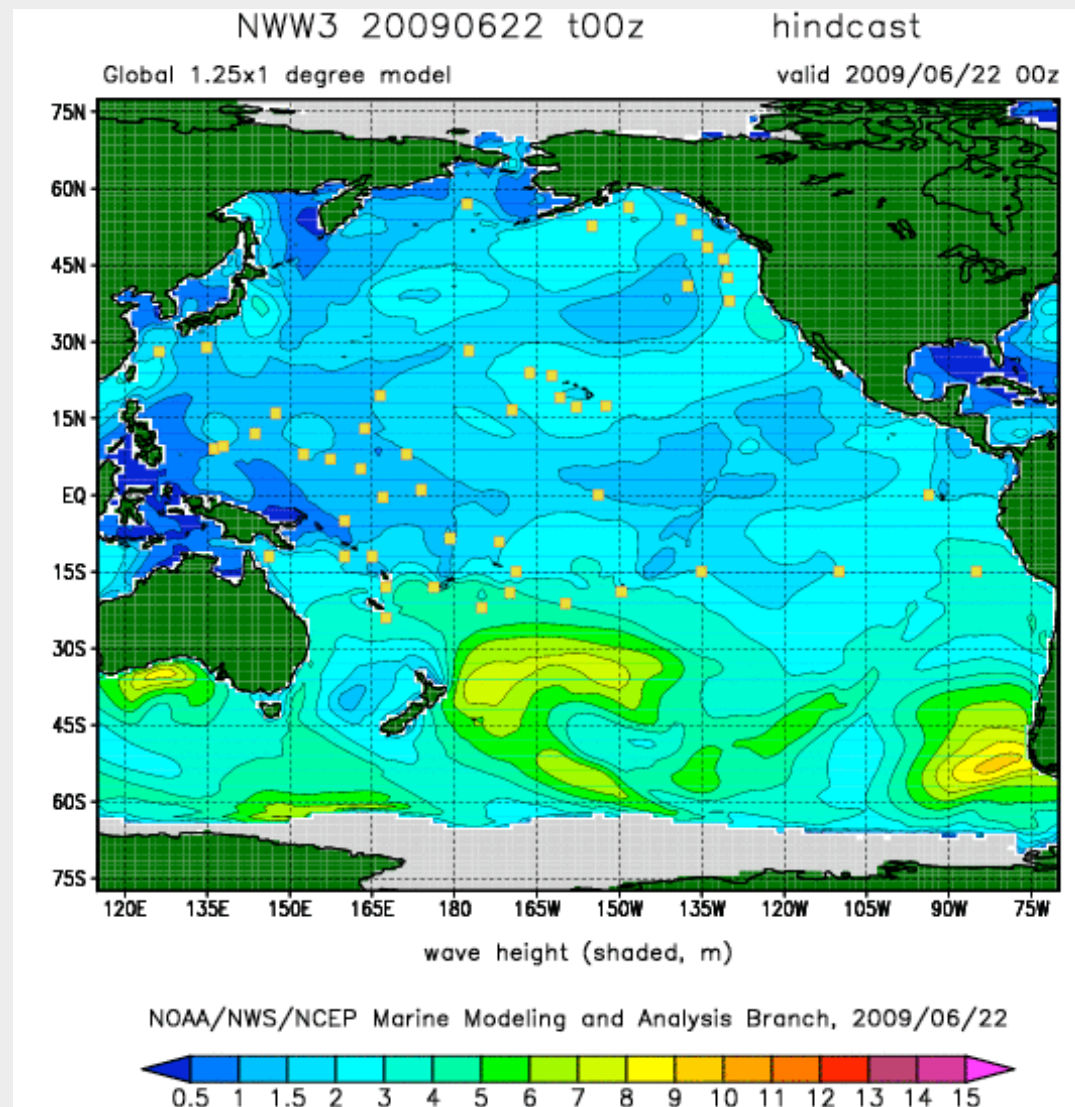 NWW3 20090622 t00z hindcast
Global 1.25x1 degree model valid 2009/06/22 00z
75N
60N
45N
30N
15N
EQ
15S
30S
45S
60S
75S
120E 135E 150E 165E 180 165W 150W 135W 120W 105W 90W 75W
wave height (shaded, m)
NOAA/NWS/NCEP Marine Modeling and Analysis Branch, 2009/06/22
0.5 1 1.5 2 3 4 5 6 7 8 9 10 11 12 13 14 15